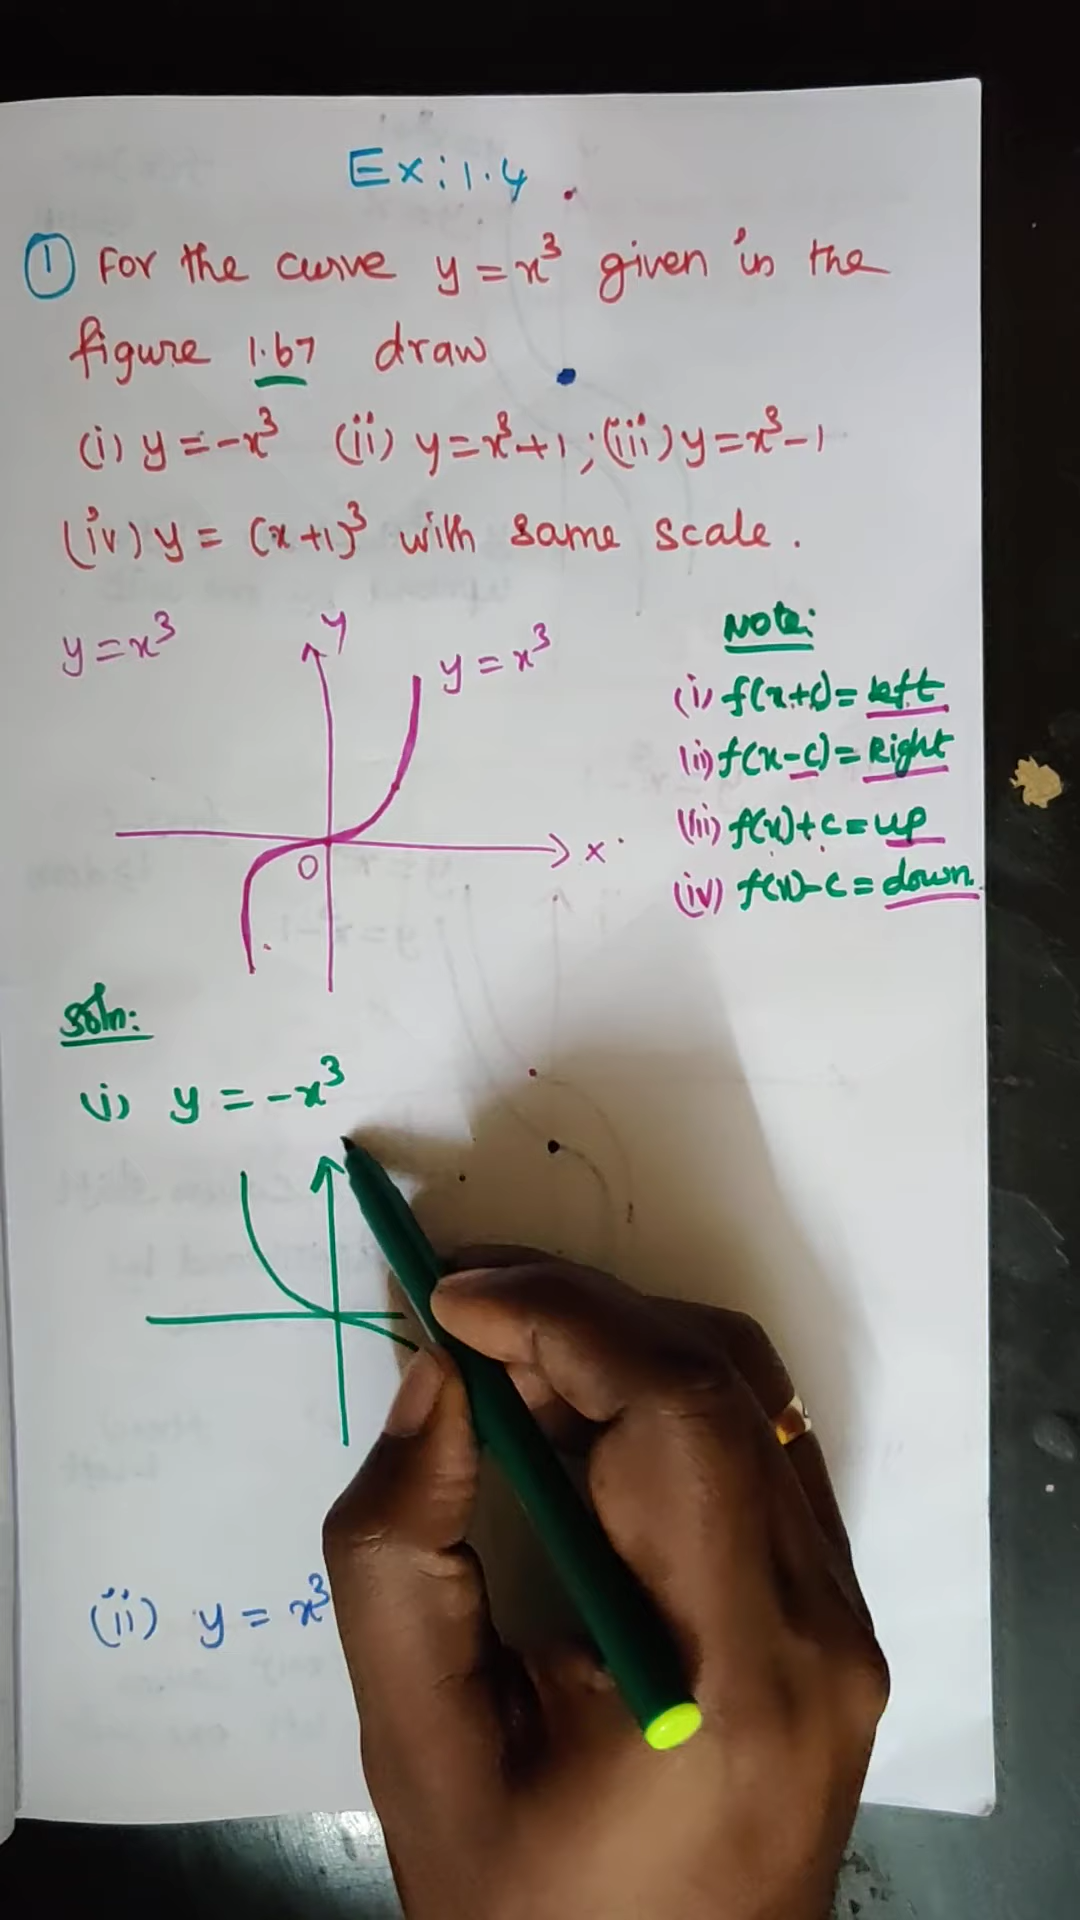 Ex: 1.4
① For the curve y = x³ given in the
figure 1.67 draw
(i) y = -x³ (ii) y = x³+1 ; (iii) y = x³-1
(iv) y = (x+1)³ with same scale.
y = x³
y
y = x³
x
0
Note:
(i) f(x+c) = left
(ii) f(x-c) = Right
(iii) f(x)+c = up
(iv) f(x)-c = down.
Soln:
(i) y = -x³
(ii) y = x³